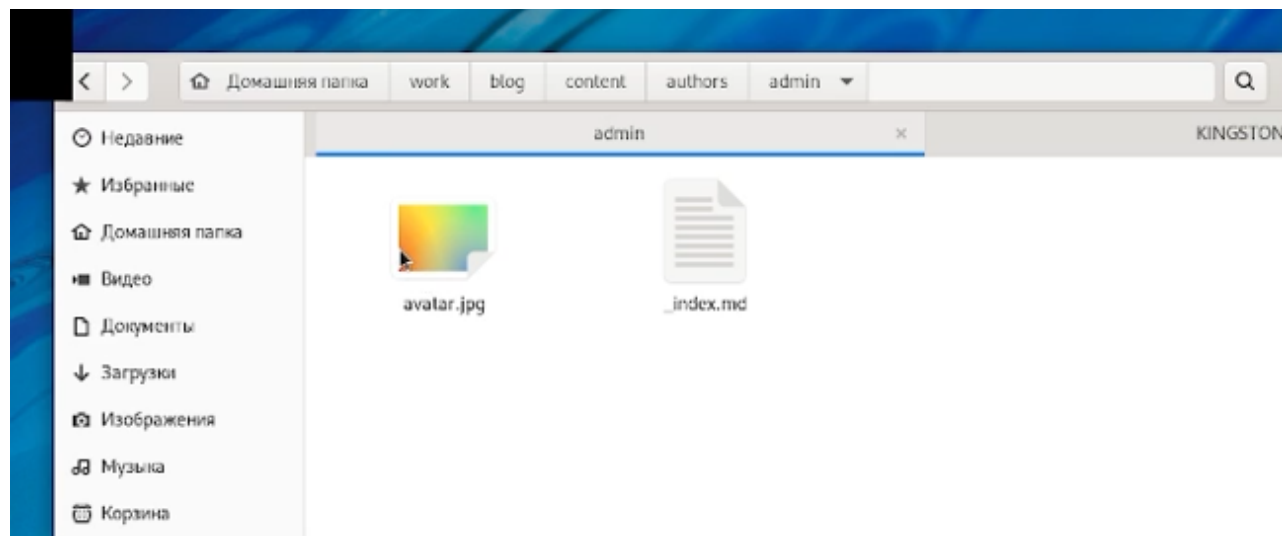 Домашняя папка work blog content authors admin
admin KINGSTON
Недавние
Избранные
Домашняя папка
Видео
Документы
Загрузки
Изображения
Музыка
Корзина
avatar.jpg _index.md